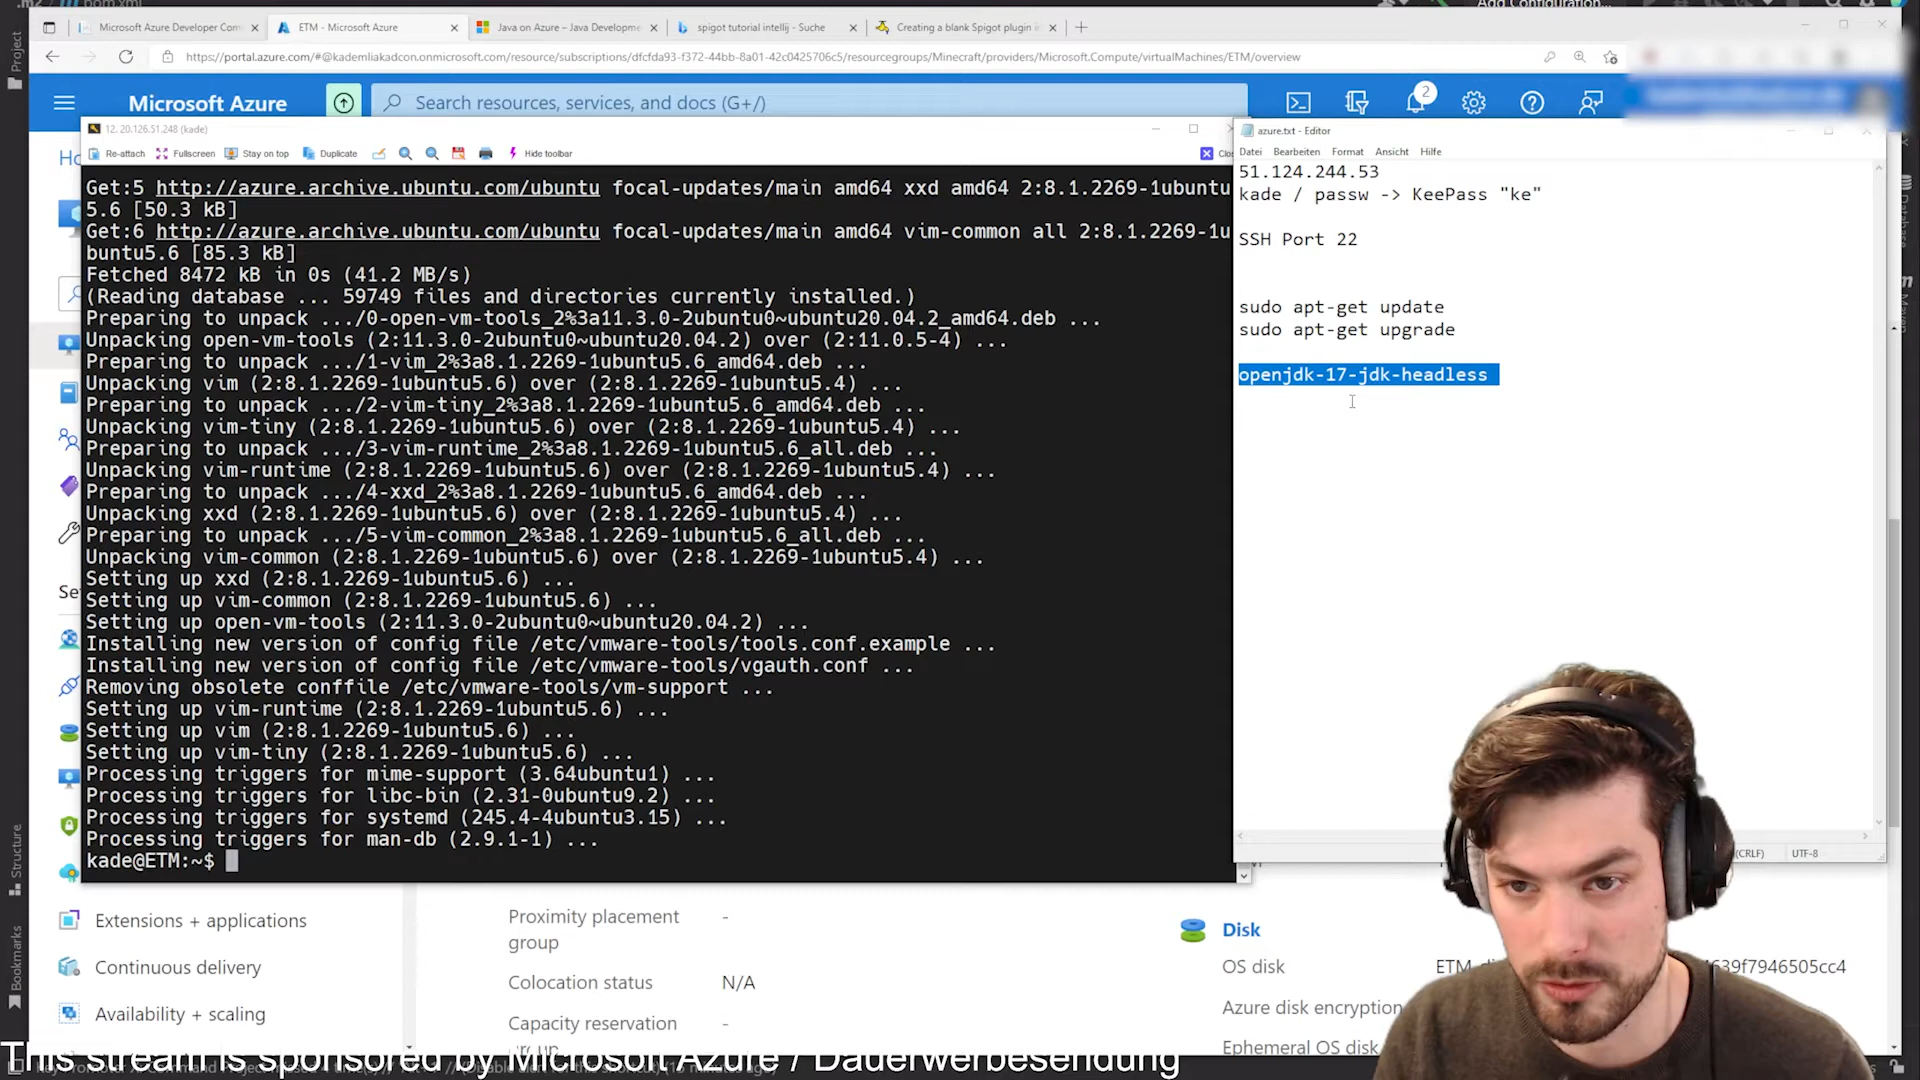 pom.xml
Add Configuration...
Project
Microsoft Azure Developer Com
ETM - Microsoft Azure
Java on Azure – Java Developme
spigot tutorial intellij - Suche
Creating a blank Spigot plugin i
https://portal.azure.com/#@kademliakadcon.onmicrosoft.com/resource/subscriptions/dfcfda93-f372-44bb-8a01-42c0425706c5/resourcegroups/Minecraft/providers/Microsoft.Compute/virtualMachines/ETM/overview
Microsoft Azure
Search resources, services, and docs (G+/)
2
12. 20.126.51.248 (kade)
Re-attach Fullscreen Stay on top Duplicate Hide toolbar Clo
Get:5 http://azure.archive.ubuntu.com/ubuntu focal-updates/main amd64 xxd amd64 2:8.1.2269-1ubuntu
5.6 [50.3 kB]
Get:6 http://azure.archive.ubuntu.com/ubuntu focal-updates/main amd64 vim-common all 2:8.1.2269-1u
buntu5.6 [85.3 kB]
Fetched 8472 kB in 0s (41.2 MB/s)
(Reading database ... 59749 files and directories currently installed.)
Preparing to unpack .../0-open-vm-tools_2%3a11.3.0-2ubuntu0~ubuntu20.04.2_amd64.deb ...
Unpacking open-vm-tools (2:11.3.0-2ubuntu0~ubuntu20.04.2) over (2:11.0.5-4) ...
Preparing to unpack .../1-vim_2%3a8.1.2269-1ubuntu5.6_amd64.deb ...
Unpacking vim (2:8.1.2269-1ubuntu5.6) over (2:8.1.2269-1ubuntu5.4) ...
Preparing to unpack .../2-vim-tiny_2%3a8.1.2269-1ubuntu5.6_amd64.deb ...
Unpacking vim-tiny (2:8.1.2269-1ubuntu5.6) over (2:8.1.2269-1ubuntu5.4) ...
Preparing to unpack .../3-vim-runtime_2%3a8.1.2269-1ubuntu5.6_all.deb ...
Unpacking vim-runtime (2:8.1.2269-1ubuntu5.6) over (2:8.1.2269-1ubuntu5.4) ...
Preparing to unpack .../4-xxd_2%3a8.1.2269-1ubuntu5.6_amd64.deb ...
Unpacking xxd (2:8.1.2269-1ubuntu5.6) over (2:8.1.2269-1ubuntu5.4) ...
Preparing to unpack .../5-vim-common_2%3a8.1.2269-1ubuntu5.6_all.deb ...
Unpacking vim-common (2:8.1.2269-1ubuntu5.6) over (2:8.1.2269-1ubuntu5.4) ...
Setting up xxd (2:8.1.2269-1ubuntu5.6) ...
Setting up vim-common (2:8.1.2269-1ubuntu5.6) ...
Setting up open-vm-tools (2:11.3.0-2ubuntu0~ubuntu20.04.2) ...
Installing new version of config file /etc/vmware-tools/tools.conf.example ...
Installing new version of config file /etc/vmware-tools/vgauth.conf ...
Removing obsolete conffile /etc/vmware-tools/vm-support ...
Setting up vim-runtime (2:8.1.2269-1ubuntu5.6) ...
Setting up vim (2:8.1.2269-1ubuntu5.6) ...
Setting up vim-tiny (2:8.1.2269-1ubuntu5.6) ...
Processing triggers for mime-support (3.64ubuntu1) ...
Processing triggers for libc-bin (2.31-0ubuntu9.2) ...
Processing triggers for systemd (245.4-4ubuntu3.15) ...
Processing triggers for man-db (2.9.1-1) ...
kade@ETM:~$
azure.txt - Editor
Datei Bearbeiten Format Ansicht Hilfe
51.124.244.53
kade / passw -> KeePass "ke"
SSH Port 22
sudo apt-get update
sudo apt-get upgrade
openjdk-17-jdk-headless
(CRLF) UTF-8
Database
Ho
Se
Structure
Bookmarks
Extensions + applications
Continuous delivery
Availability + scaling
Proximity placement
group
-
Colocation status N/A
Capacity reservation
-
Disk
OS disk ETM_di 4639f7946505cc4
Azure disk encryption
Ephemeral OS disk
This stream is sponsored by Microsoft Azure / Dauerwerbesendung